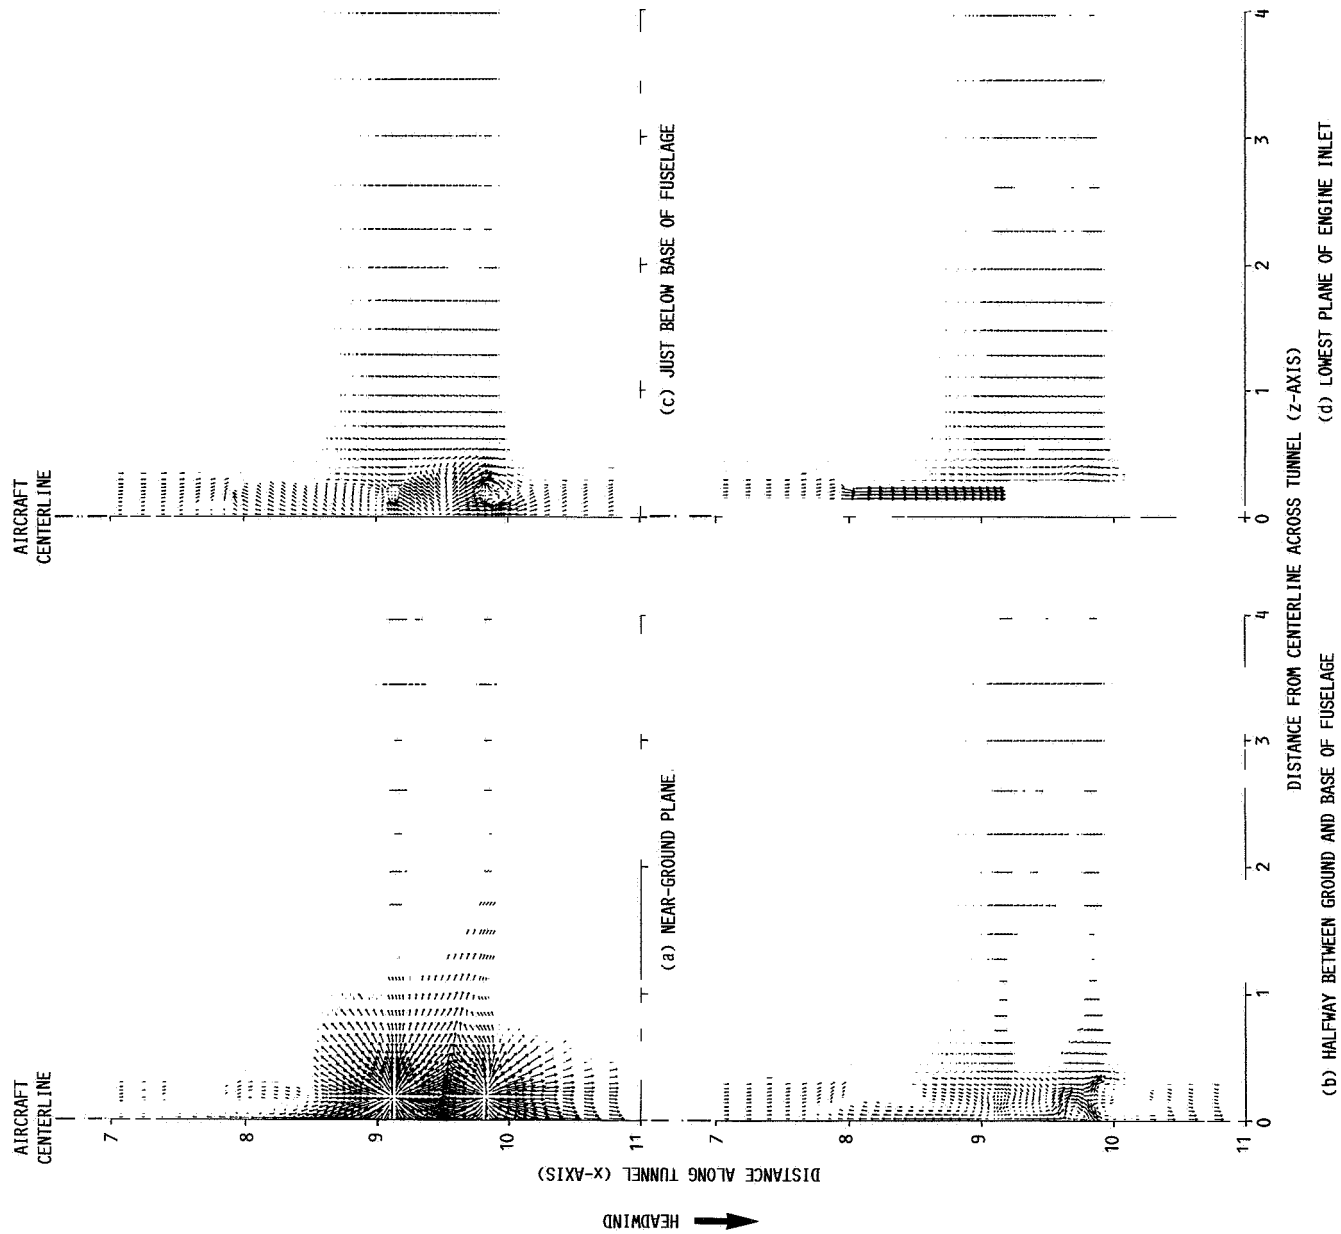 AIRCRAFT
CENTERLINE
AIRCRAFT
CENTERLINE
7
8
9
10
11
(a) NEAR-GROUND PLANE.
(c) JUST BELOW BASE OF FUSELAGE
DISTANCE ALONG TUNNEL (x-AXIS)
HEADWIND
7
8
9
10
11
0
1
2
3
4
0
1
2
3
4
DISTANCE FROM CENTERLINE ACROSS TUNNEL (z-AXIS)
(b) HALFWAY BETWEEN GROUND AND BASE OF FUSELAGE
(d) LOWEST PLANE OF ENGINE INLET